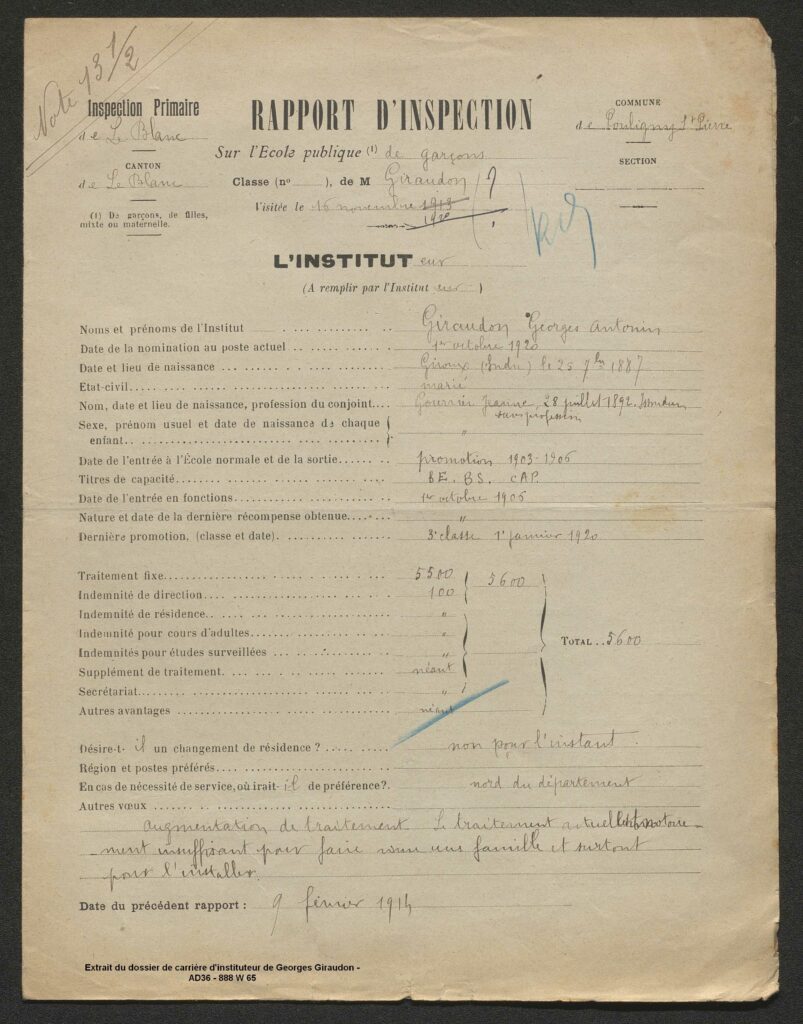 Note 13 1/2
Inspection Primaire
de Le Blanc
CANTON
de Le Blanc
(1) De garçons, de filles,
mixte ou maternelle.
RAPPORT D'INSPECTION
Sur l'Ecole publique (1) de garçons
Classe (no ), de M Giraudon
Visitée le 16 novembre 1913
1920
( ? ! )
COMMUNE
de Pouligny St Pierre
SECTION
L'INSTITUT eur
(A remplir par l'Institut eur )
Noms et prénoms de l'Institut Giraudon Georges Antonin
Date de la nomination au poste actuel 1er octobre 1920
Date et lieu de naissance Giroux (Indre) le 25 7bre 1887
Etat-civil marié
Nom, date et lieu de naissance, profession du conjoint Jeanne, 28 juillet 1892. Issoudun
sans profession
Sexe, prénom usuel et date de naissance de chaque
enfant "
Date de l'entrée à l'École normale et de la sortie promotion 1903-1906
Titres de capacité BE. BS. CAP.
Date de l'entrée en fonctions 1er octobre 1906
Nature et date de la dernière récompense obtenue "
Dernière promotion, (classe et date) 3e classe 1er janvier 1920
Traitement fixe 5500
Indemnité de direction 100 5600
Indemnité de résidence "
Indemnité pour cours d'adultes "
Indemnités pour études surveillées "
TOTAL 5600
Supplément de traitement néant
Secrétariat "
Autres avantages néant
Désire-t- il un changement de résidence ? non pour l'instant.
Région et postes préférés
En cas de nécessité de service, où irait- il de préférence? nord du département
Autres vœux
augmentation de traitement. Le traitement actuel est notoire-
ment insuffisant pour faire vivre une famille et surtout
pour l'installer.
Date du précédent rapport : 9 février 1914
Extrait du dossier de carrière d'instituteur de Georges Giraudon -
AD36 - 888 W 65